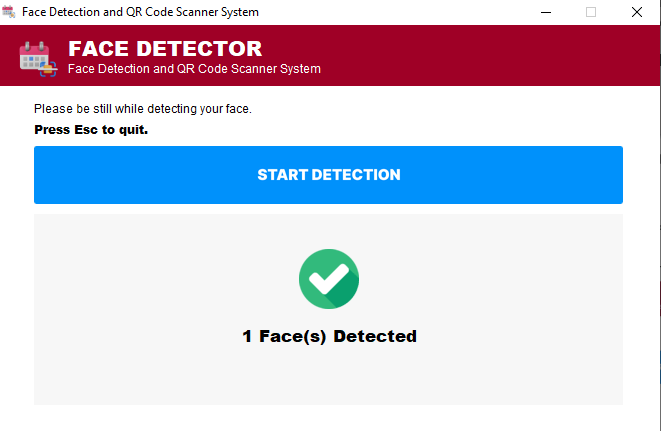 Face Detection and QR Code Scanner System
FACE DETECTOR
Face Detection and QR Code Scanner System
Please be still while detecting your face.
Press Esc to quit.
START DETECTION
1 Face(s) Detected